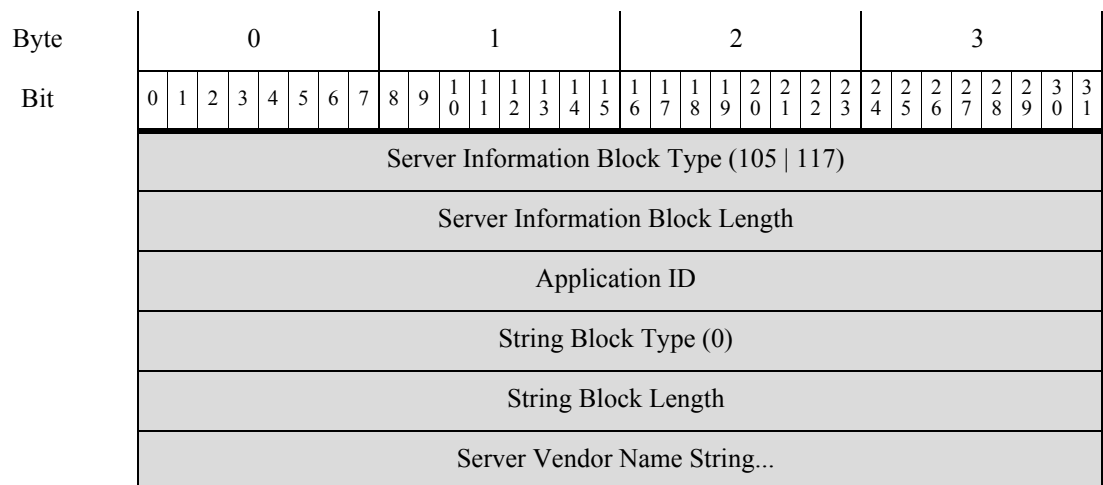 Byte 0 1 2 3
Bit 0 1 2 3 4 5 6 7 8 9 10 11 12 13 14 15 16 17 18 19 20 21 22 23 24 25 26 27 28 29 30 31
Server Information Block Type (105 | 117)
Server Information Block Length
Application ID
String Block Type (0)
String Block Length
Server Vendor Name String...